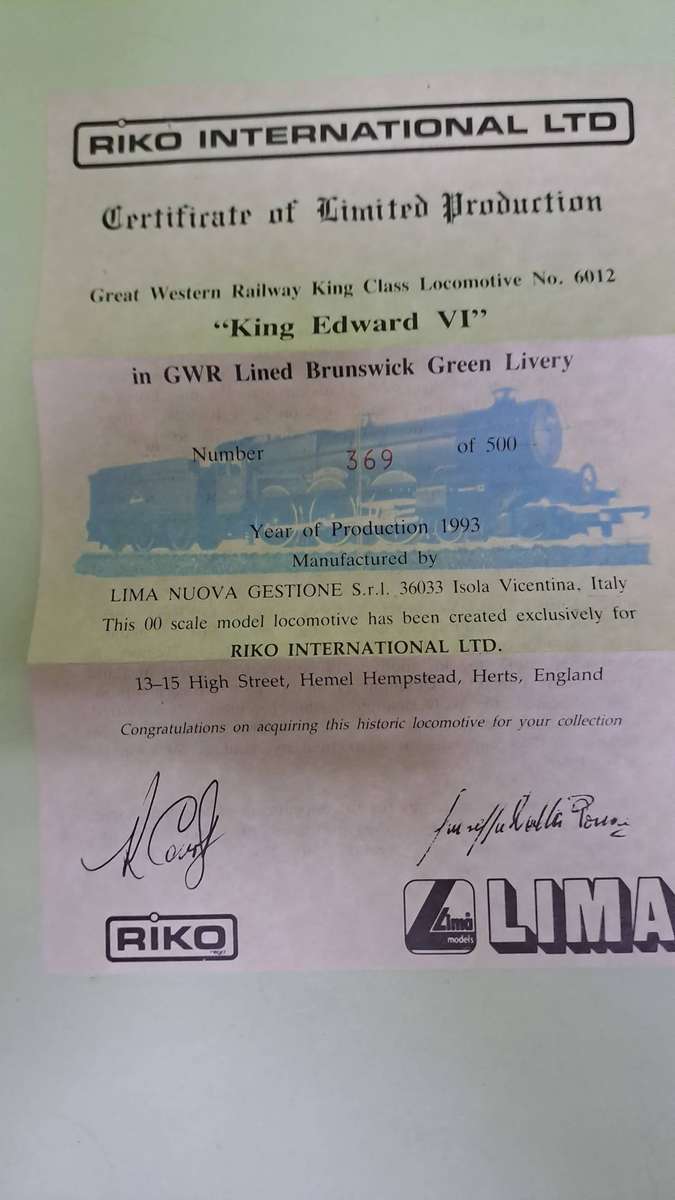 RIKO INTERNATIONAL LTD
Certificate of Limited Production
Great Western Railway King Class Locomotive No. 6012
“King Edward VI”
in GWR Lined Brunswick Green Livery
Number 369 of 500
Year of Production 1993
Manufactured by
LIMA NUOVA GESTIONE S.r.l. 36033 Isola Vicentina, Italy
This 00 scale model locomotive has been created exclusively for
RIKO INTERNATIONAL LTD.
13–15 High Street, Hemel Hempstead, Herts, England
Congratulations on acquiring this historic locomotive for your collection
RIKO
regd
Lima
models
LIMA